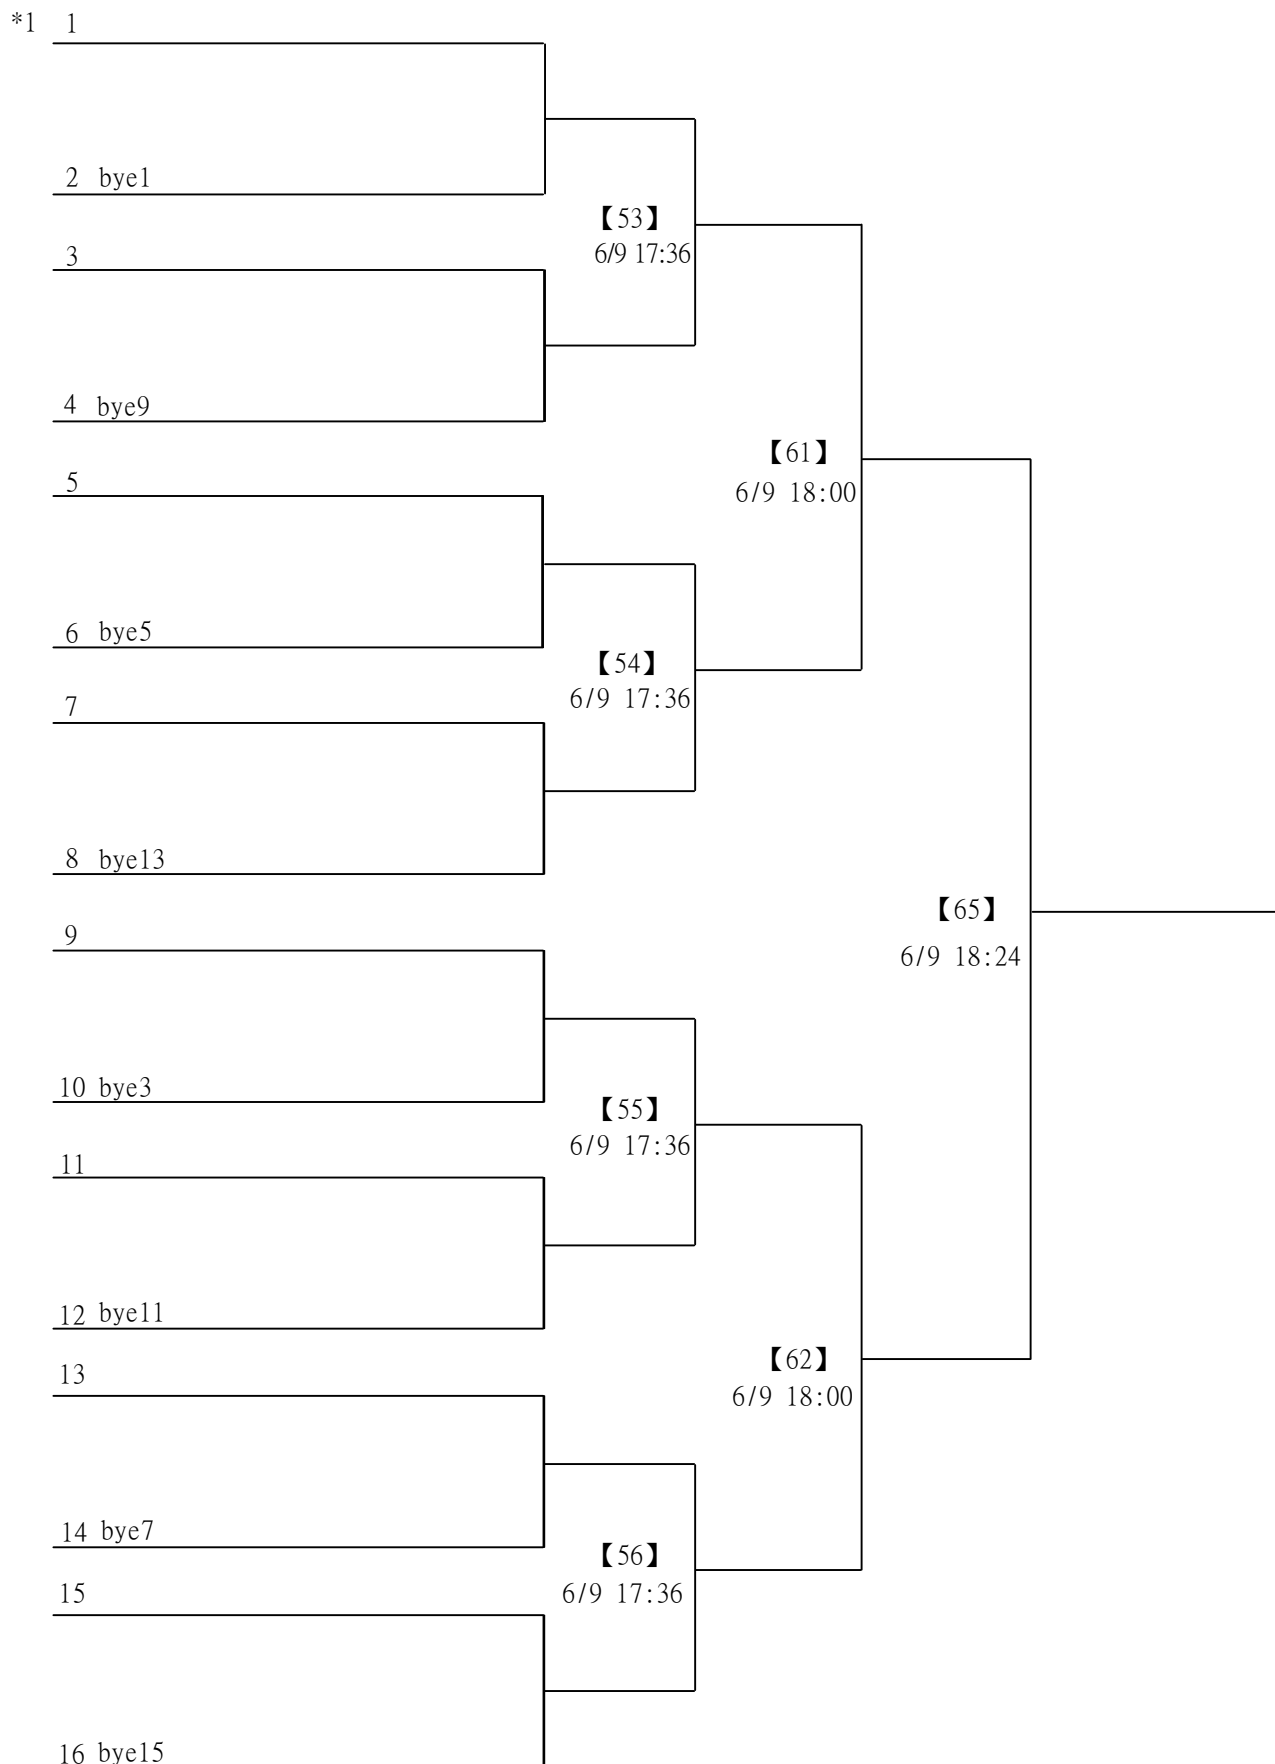 *1 1
2 bye1
【53】
6/9 17:36
3
4 bye9
【61】
6/9 18:00
5
6 bye5
【54】
6/9 17:36
7
8 bye13
【65】
6/9 18:24
9
10 bye3
【55】
6/9 17:36
11
12 bye11
【62】
6/9 18:00
13
14 bye7
【56】
6/9 17:36
15
16 bye15